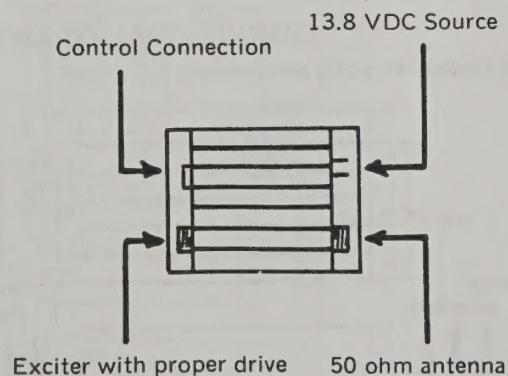 13.8 VDC Source
Control Connection
Exciter with proper drive
50 ohm antenna